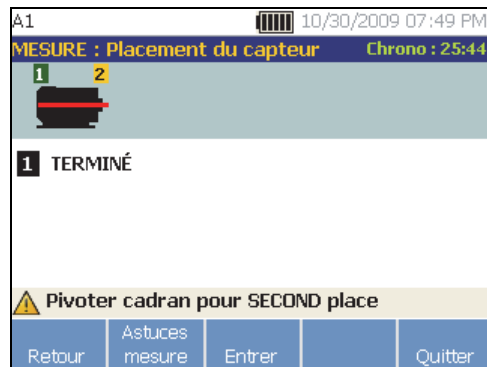 A1 10/30/2009 07:49 PM
MESURE : Placement du capteur Chrono : 25:44
1 2
1 TERMINÉ
Pivoter cadran pour SECOND place
Retour Astuces mesure Entrer Quitter